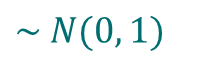 ~ N(0, 1)